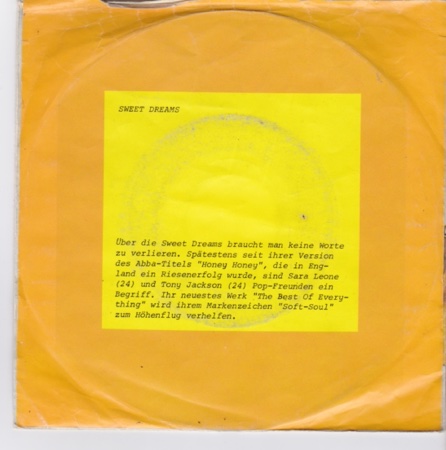 SWEET DREAMS
Über die Sweet Dreams braucht man keine Worte
zu verlieren. Spätestens seit ihrer Version
des Abba-Titels "Honey Honey", die in Eng-
land ein Riesenerfolg wurde, sind Sara Leone
(24) und Tony Jackson (24) Pop-Freunden ein
Begriff. Ihr neuestes Werk "The Best Of Every-
thing" wird ihrem Markenzeichen "Soft-Soul"
zum Höhenflug verhelfen.